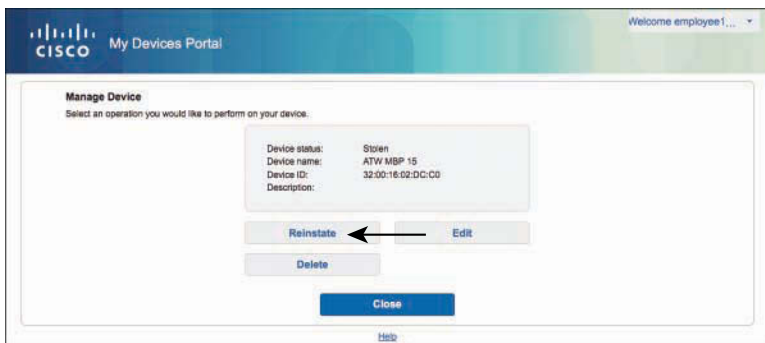 Welcome employee1...
CISCO My Devices Portal
Manage Device
Select an operation you would like to perform on your device.
Device status: Stolen
Device name: ATW MBP 15
Device ID: 32:00:16:02:DC:C0
Description:
Reinstate Edit
Delete
Close
Help